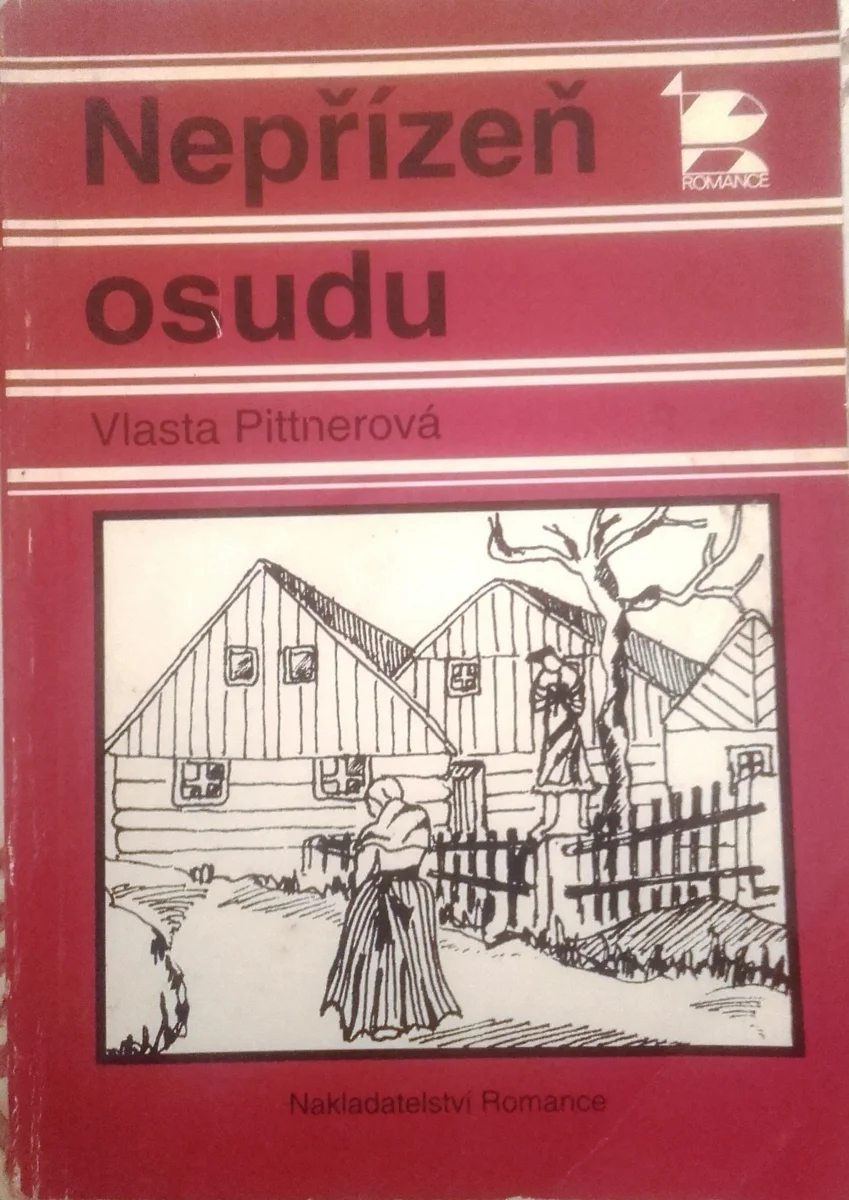 Nepřízeň
ROMANCE
osudu
Vlasta Pittnerová
Nakladatelství Romance